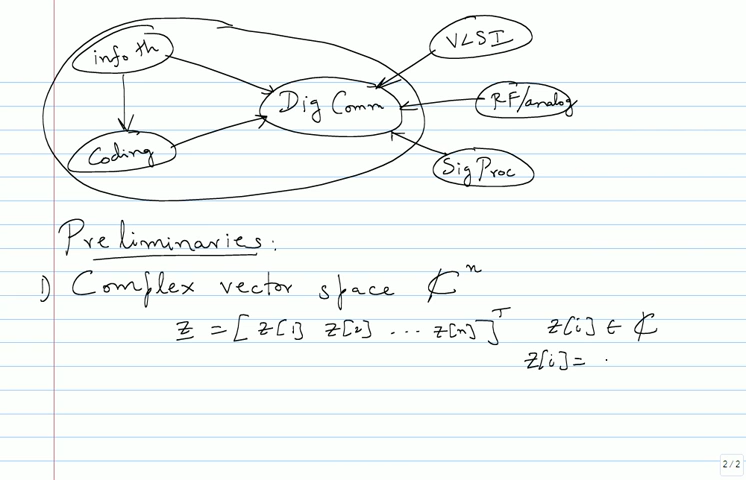 info th
VLSI
Dig Comm
RF/analog
Coding
Sig Proc
Preliminaries:
1) Complex vector space ℂⁿ
z = [z[1] z[2] ... z[n]]ᵀ z[i] ∈ ℂ
z[i] = .
2/2